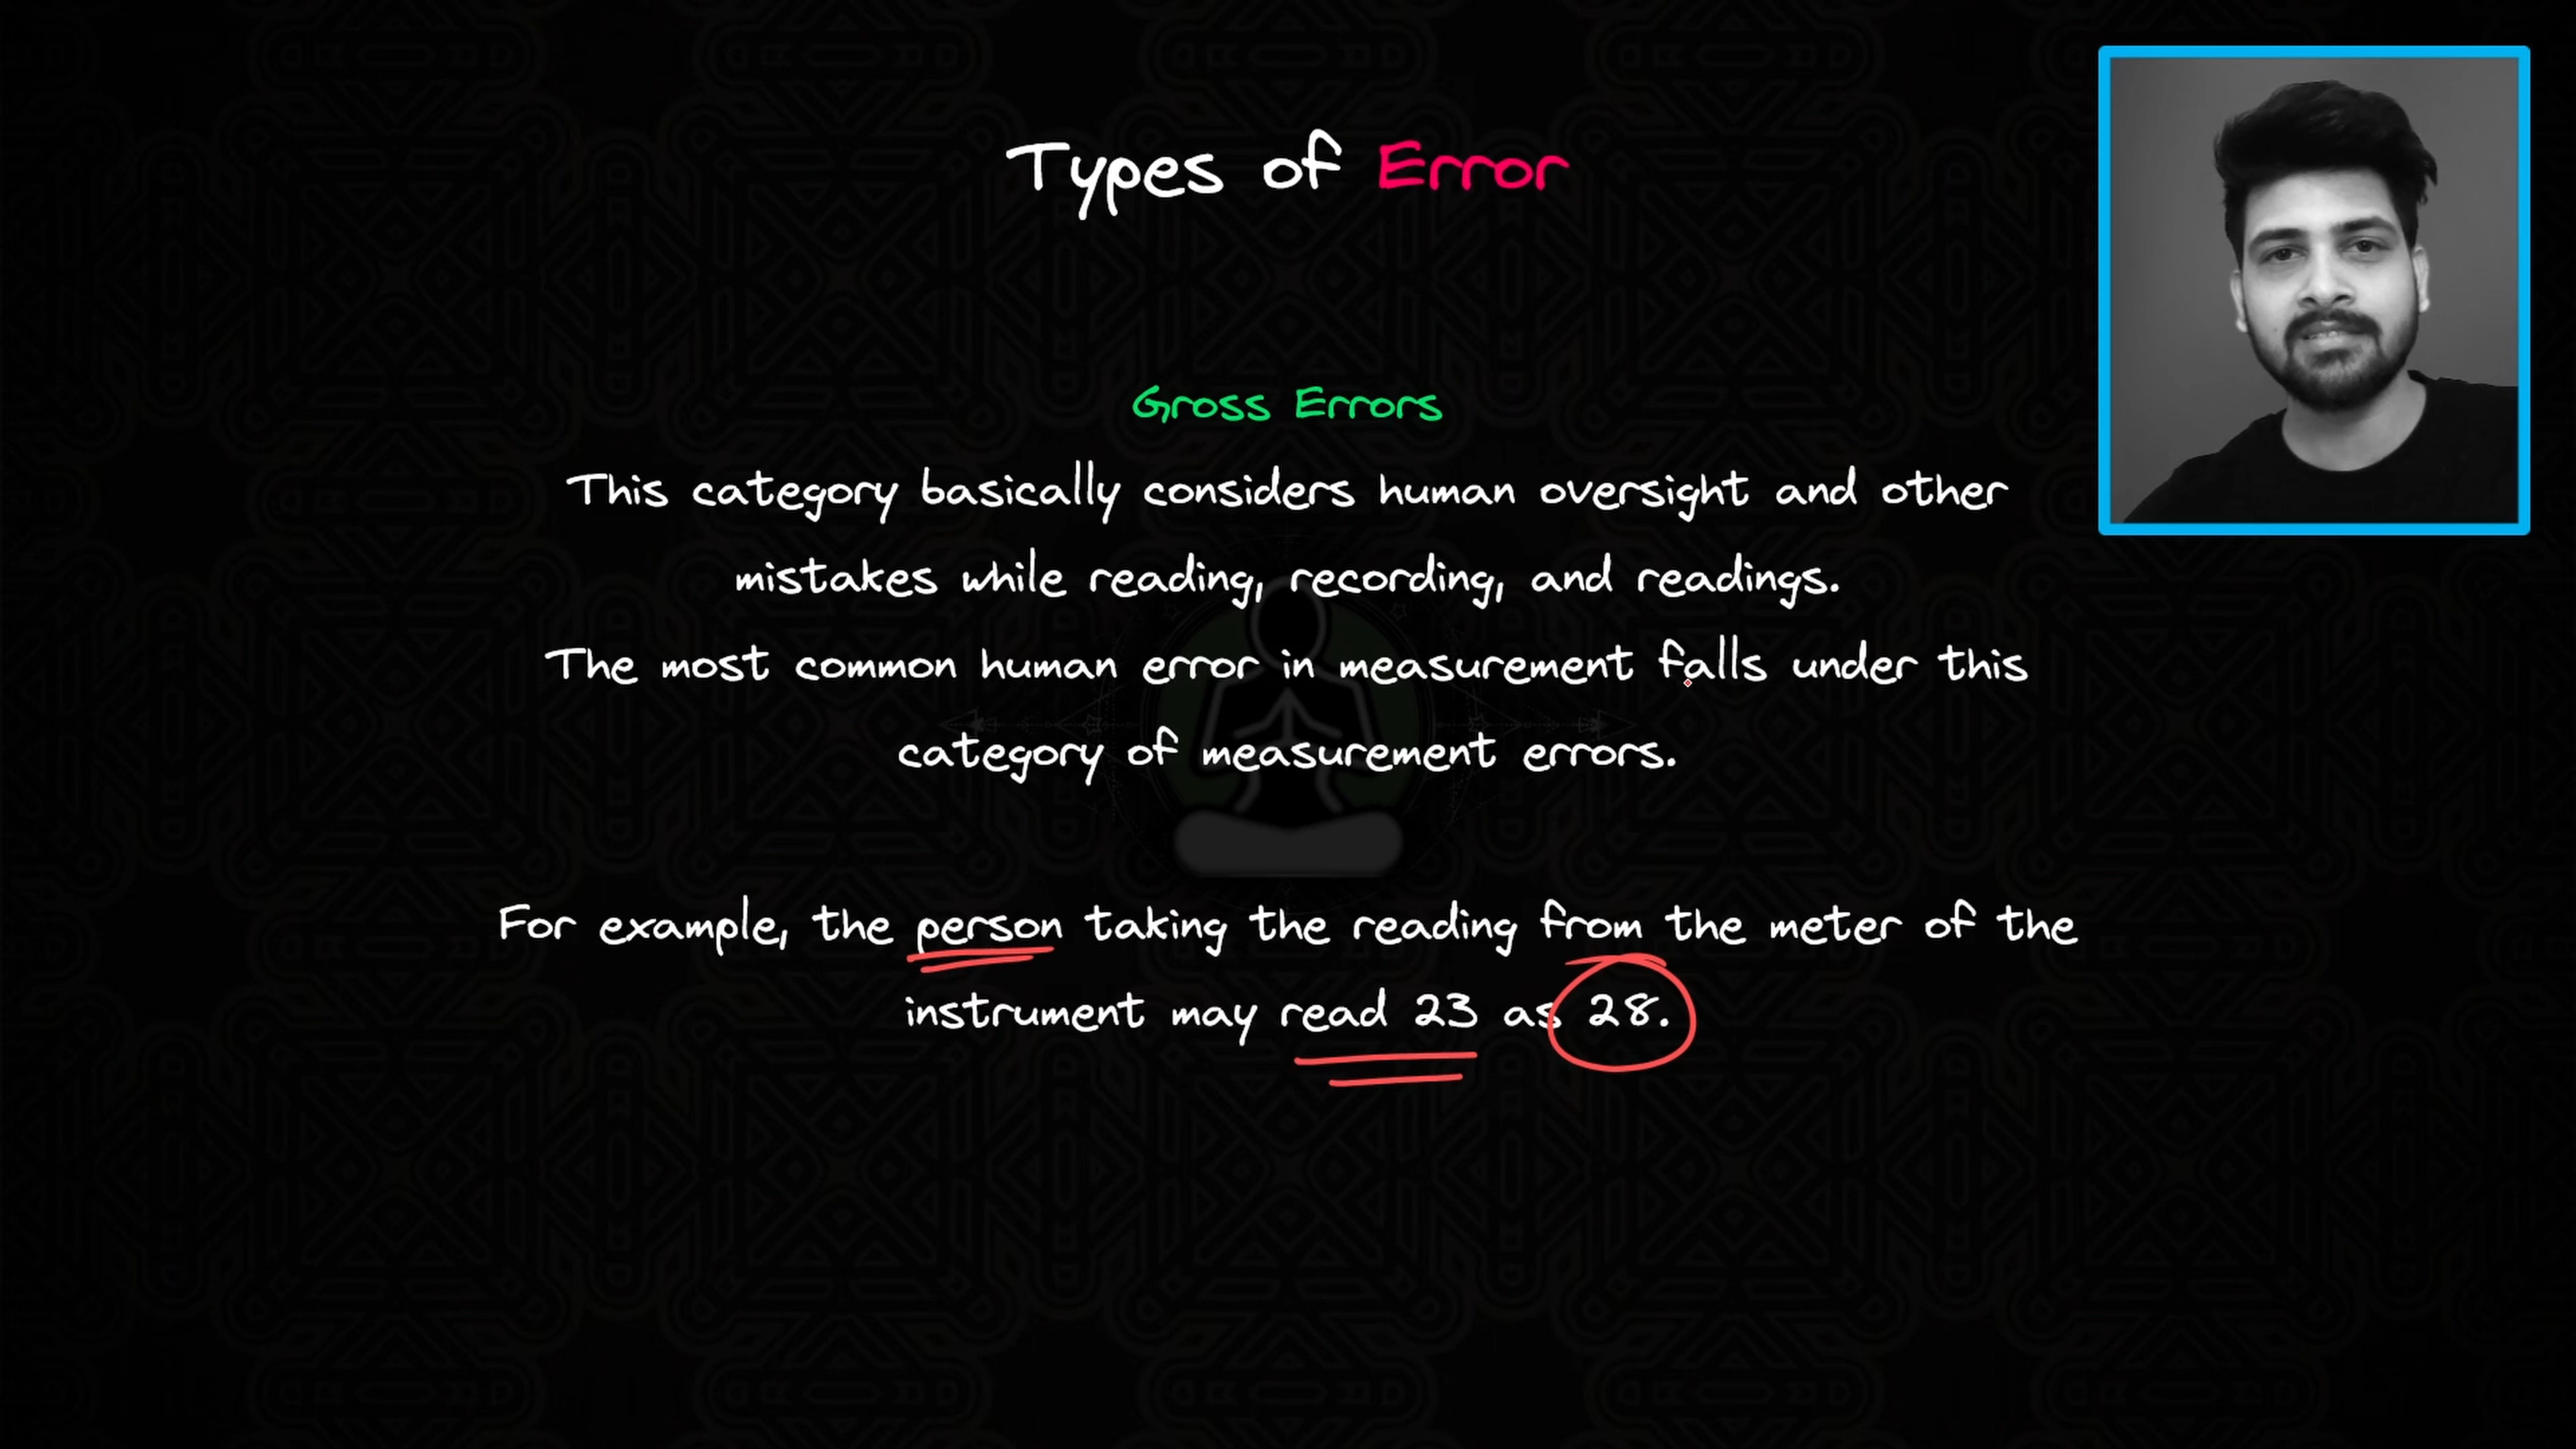 Types of Error
Gross Errors
This category basically considers human oversight and other
mistakes while reading, recording, and readings.
The most common human error in measurement falls under this
category of measurement errors.
For example, the person taking the reading from the meter of the
instrument may read 23 as 28.